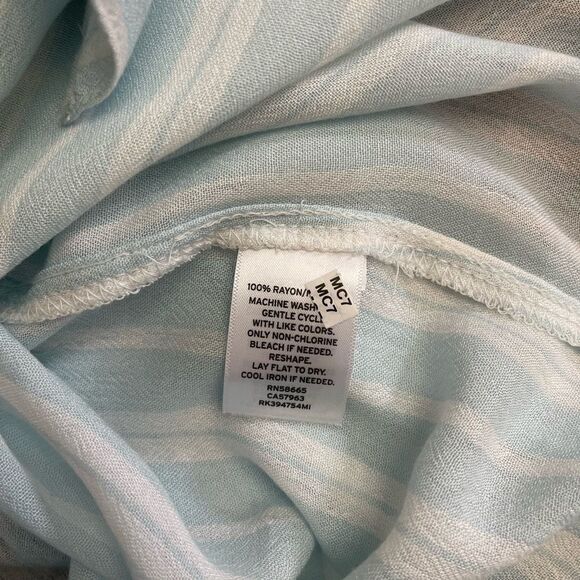 100% RAYON/
MACHINE WASH
GENTLE CYCLE
WITH LIKE COLORS.
ONLY NON-CHLORINE
BLEACH IF NEEDED.
RESHAPE.
LAY FLAT TO DRY.
COOL IRON IF NEEDED.
RN58665
CA57963
RK394754MI
MC7
MC7